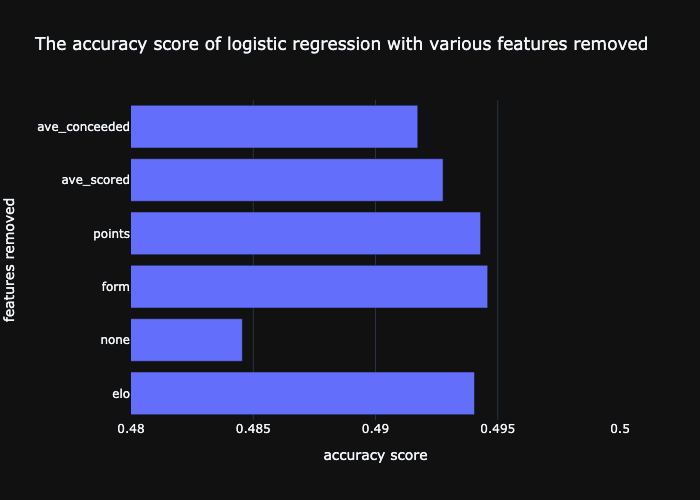 The accuracy score of logistic regression with various features removed
ave_conceeded
ave_scored
points
form
none
elo
features removed
0.48 0.485 0.49 0.495 0.5
accuracy score